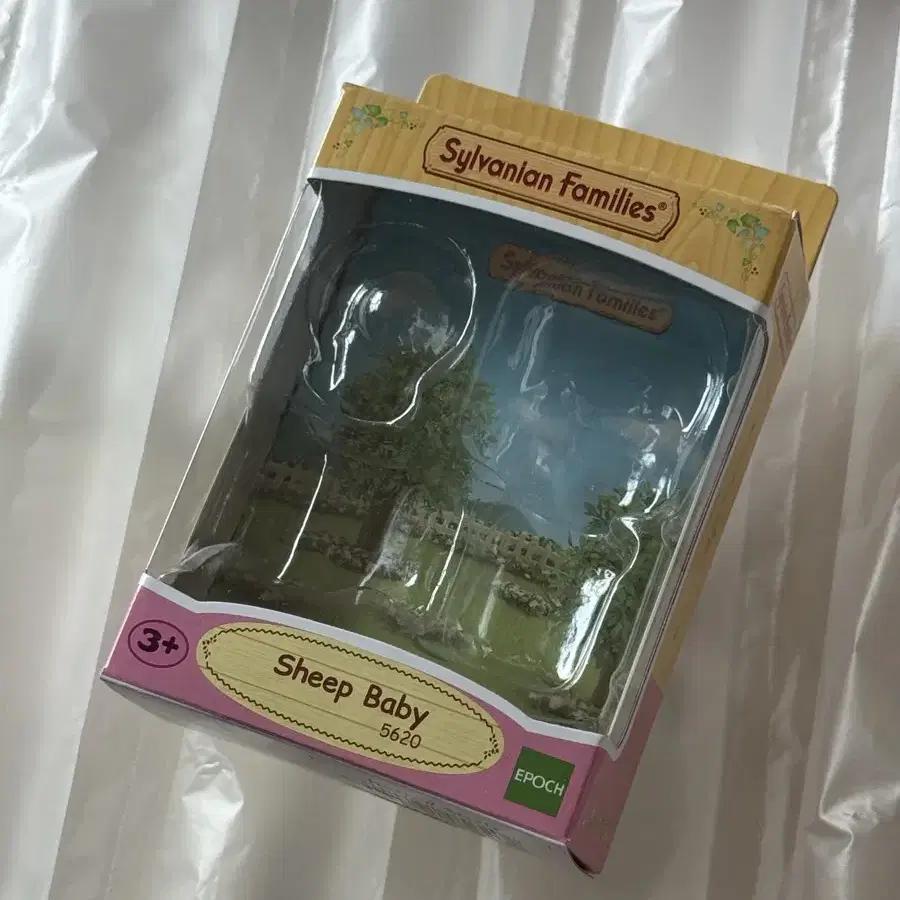 Sylvanian Families®
Sylvanian Families®
3+
Sheep Baby
5620
EPOCH